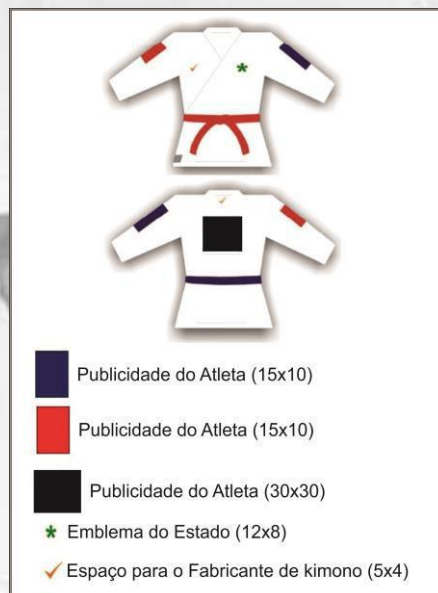 Publicidade do Atleta (15x10)
Publicidade do Atleta (15x10)
Publicidade do Atleta (30x30)
Emblema do Estado (12x8)
Espaço para o Fabricante de kimono (5x4)